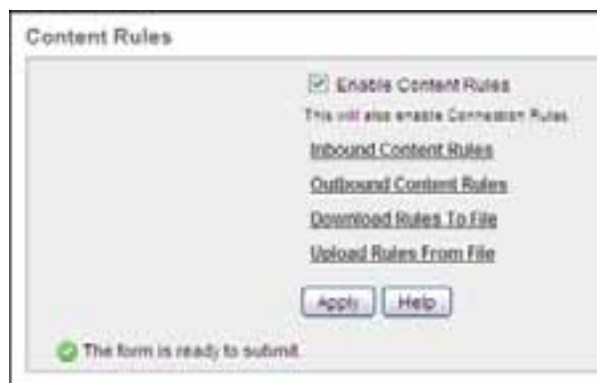 Content Rules
Enable Content Rules
This will also enable Connection Rules
Inbound Content Rules
Outbound Content Rules
Download Rules To File
Upload Rules From File
Apply Help
The form is ready to submit